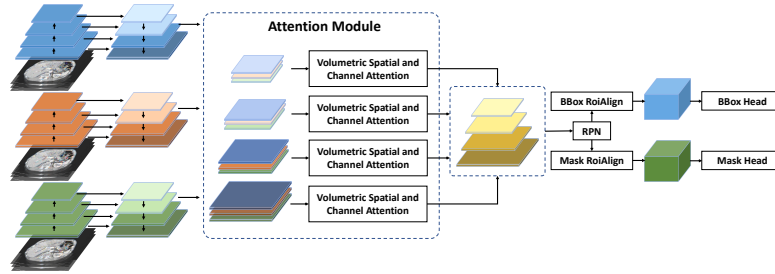 Attention Module
Volumetric Spatial and
Channel Attention
Volumetric Spatial and
Channel Attention
Volumetric Spatial and
Channel Attention
Volumetric Spatial and
Channel Attention
BBox RoiAlign
RPN
Mask RoiAlign
BBox Head
Mask Head